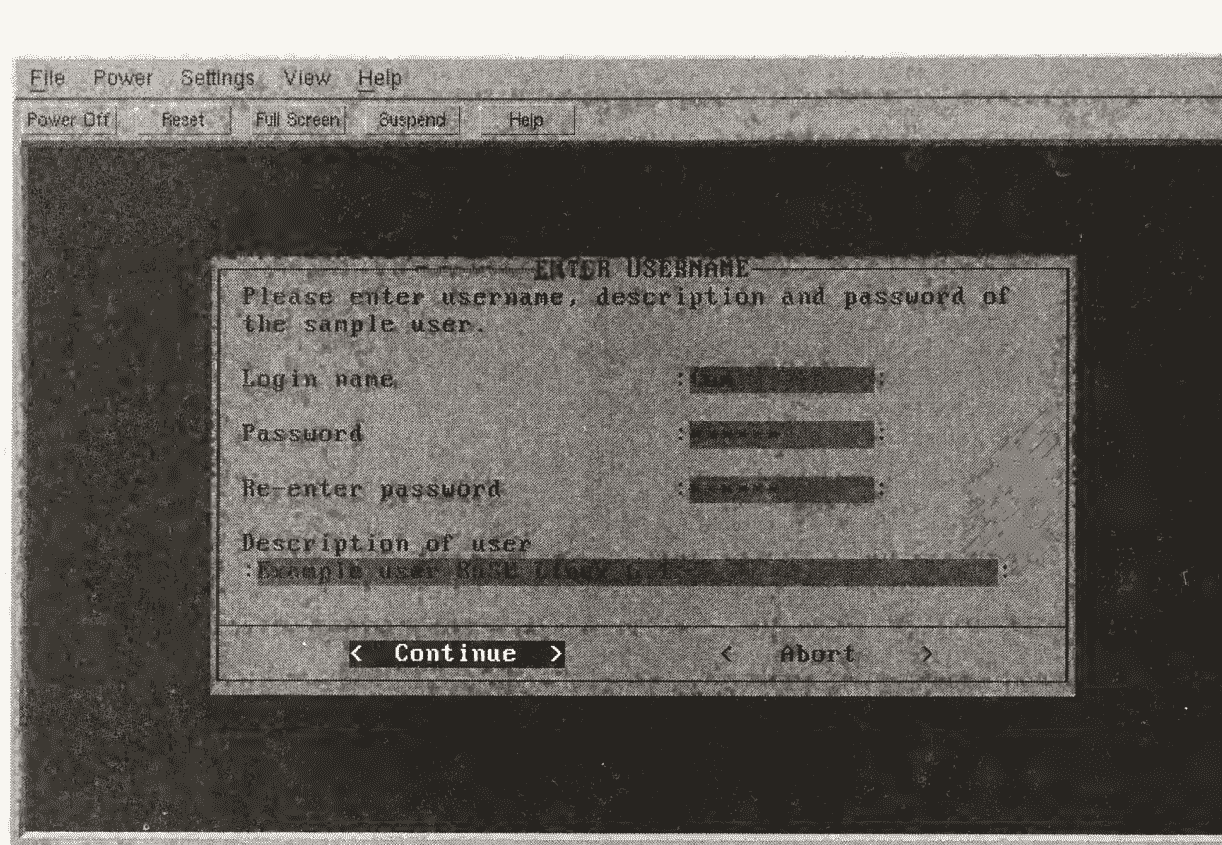 File Power Settings View Help
Power Off Reset Full Screen Suspend Help
ENTER USERNAME
Please enter username, description and password of
the sample user.
Login name : :
Password :******:
Re-enter password :******:
Description of user
:Example user :
< Continue > < Abort >